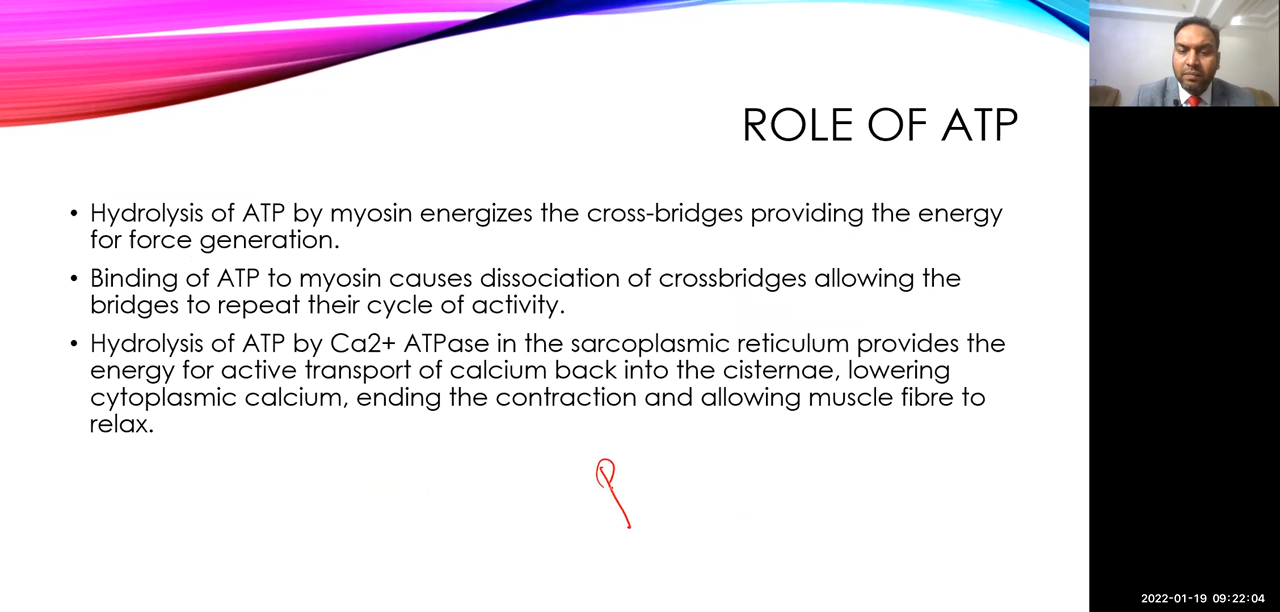 ROLE OF ATP
• Hydrolysis of ATP by myosin energizes the cross-bridges providing the energy
for force generation.
• Binding of ATP to myosin causes dissociation of crossbridges allowing the
bridges to repeat their cycle of activity.
• Hydrolysis of ATP by Ca2+ ATPase in the sarcoplasmic reticulum provides the
energy for active transport of calcium back into the cisternae, lowering
cytoplasmic calcium, ending the contraction and allowing muscle fibre to
relax.
2022-01-19 09:22:04